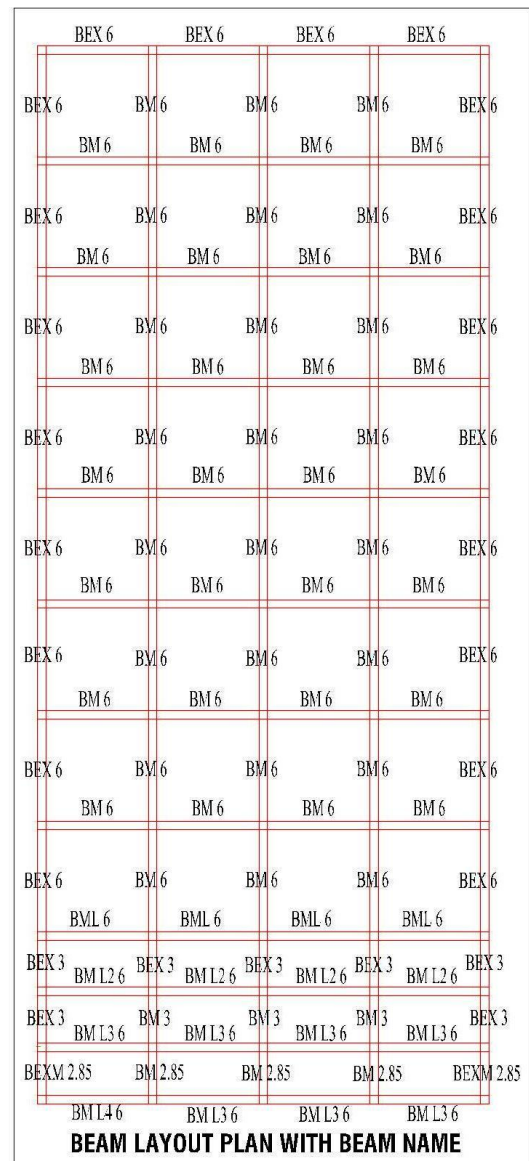 BEX 6 BEX 6 BEX 6 BEX 6
BEX 6 BM 6 BM 6 BM 6 BEX 6
BM 6 BM 6 BM 6 BM 6
BEX 6 BM 6 BM 6 BM 6 BEX 6
BM 6 BM 6 BM 6 BM 6
BEX 6 BM 6 BM 6 BM 6 BEX 6
BM 6 BM 6 BM 6 BM 6
BEX 6 BM 6 BM 6 BM 6 BEX 6
BM 6 BM 6 BM 6 BM 6
BEX 6 BM 6 BM 6 BM 6 BEX 6
BM 6 BM 6 BM 6 BM 6
BEX 6 BM 6 BM 6 BM 6 BEX 6
BM 6 BM 6 BM 6 BM 6
BEX 6 BM 6 BM 6 BM 6 BEX 6
BM 6 BM 6 BM 6 BM 6
BEX 6 BM 6 BM 6 BM 6 BEX 6
BML 6 BML 6 BML 6 BML 6
BEX 3 BEX 3 BEX 3 BEX 3 BEX 3
BM L2 6 BM L2 6 BM L2 6 BM L2 6
BEX 3 BM 3 BM 3 BM 3 BEX 3
BM L3 6 BM L3 6 BM L3 6 BM L3 6
BEXM 2.85 BM 2.85 BM 2.85 BM 2.85 BEXM 2.85
BM L4 6 BM L3 6 BM L3 6 BM L3 6
BEAM LAYOUT PLAN WITH BEAM NAME